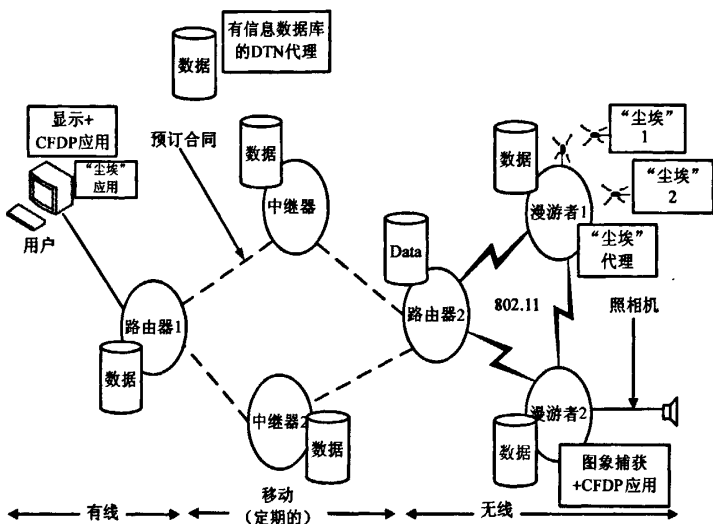 数据
有信息数据库
的DTN代理
显示+
CFDP应用
“尘埃”
应用
用户
预订合同
数据
中继器
数据
漫游者1
“尘埃”
1
“尘埃”
2
“尘埃”
代理
Data
路由器2
802.11
照相机
路由器1
数据
中继器2
数据
漫游者2
数据
图象捕获
+CFDP应用
有线
移动
(定期的)
无线